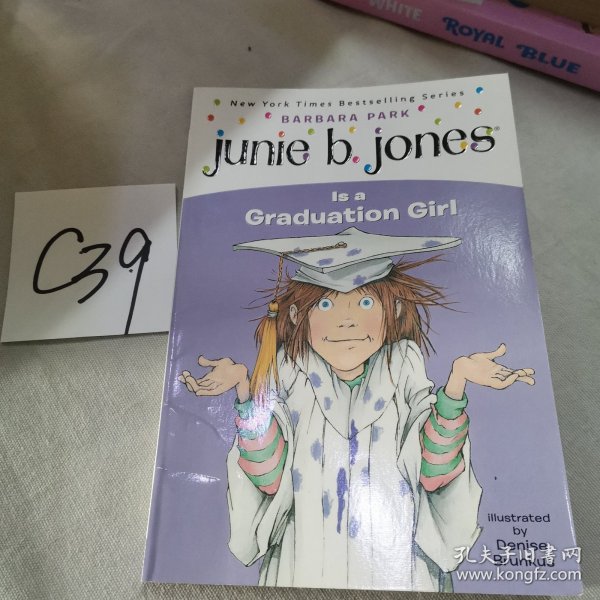 WHITE ROYAL BLUE
New York Times Bestselling Series
BARBARA PARK
junie b. jones®
Is a
Graduation Girl
C39
illustrated
by
Denise
Brunkus
孔夫子旧书网
www.kongfz.com